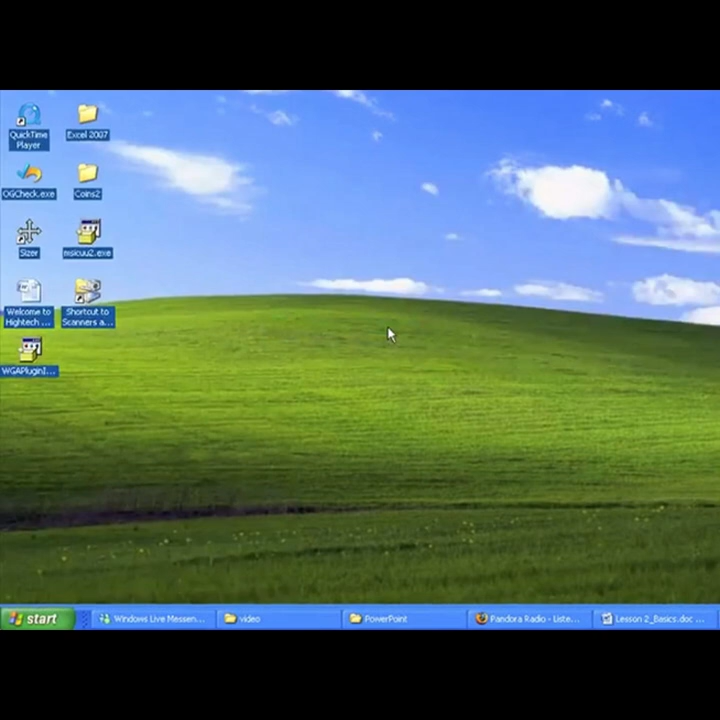 QuickTime
Player
Excel 2007
OGCheck.exe
Coins2
Sizer
msicuu2.exe
Welcome to
Hightech ...
Shortcut to
Scanners a...
WGAPluginI...
start
Windows Live Messen...
video
PowerPoint
Pandora Radio - Liste...
Lesson 2_Basics.doc ...